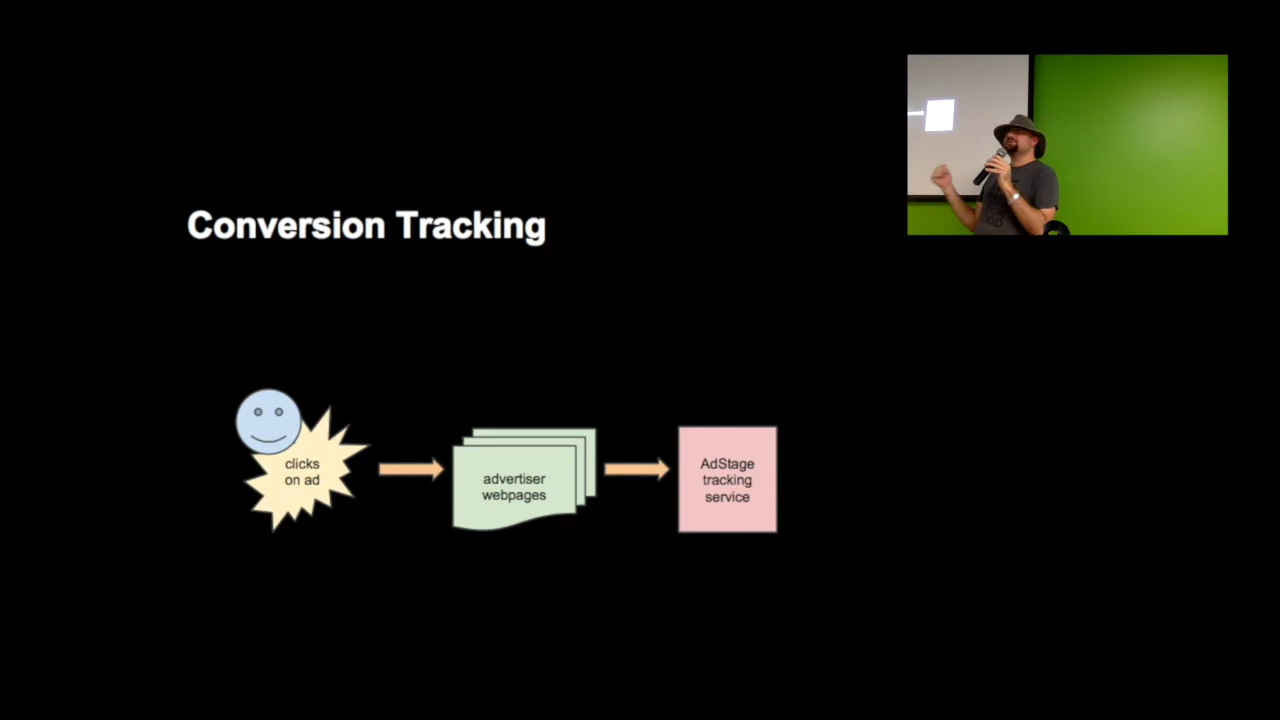 Conversion Tracking
clicks
on ad
advertiser
webpages
AdStage
tracking
service